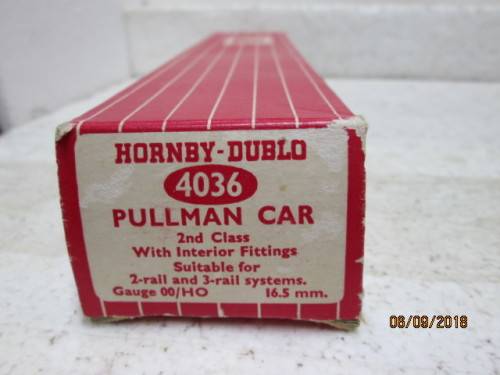 HORNBY-DUBLO
4036
PULLMAN CAR
2nd Class
With Interior Fittings
Suitable for
2-rail and 3-rail systems.
Gauge 00/HO 16.5 mm.
06/09/2018